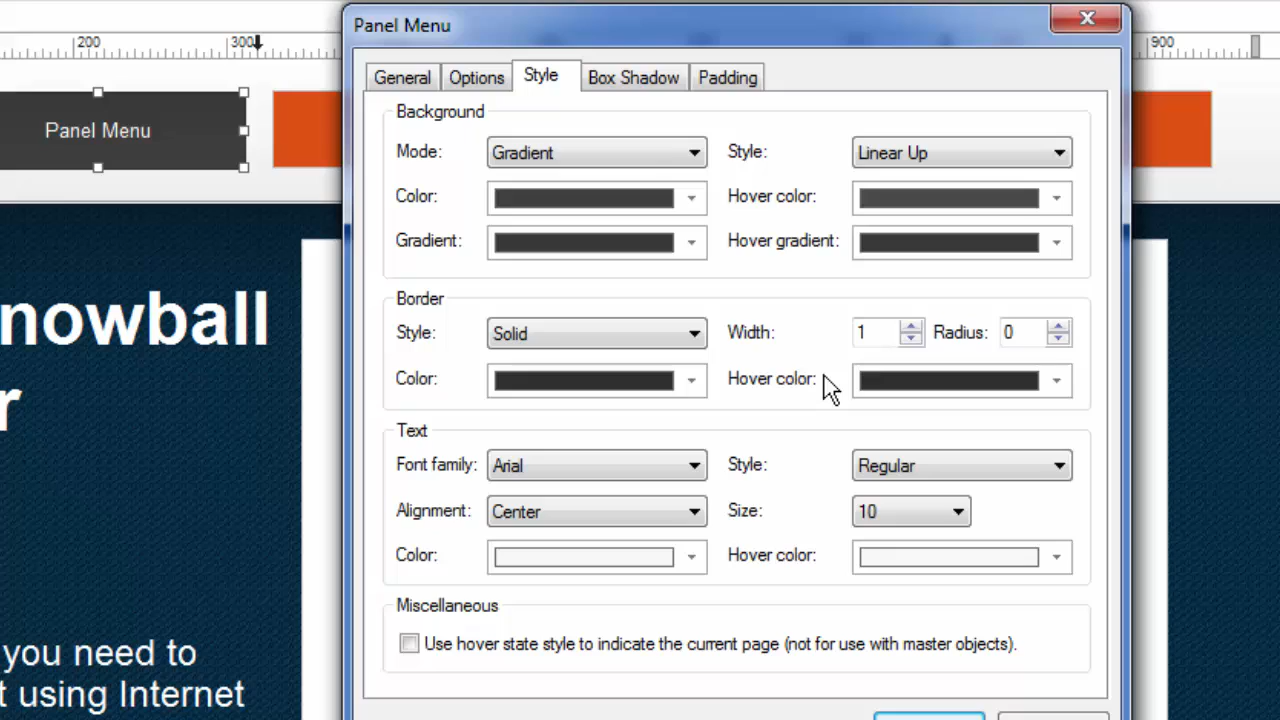 Panel Menu
200
300
900
General Options Style Box Shadow Padding
Panel Menu
Background
Mode: Gradient Style: Linear Up
Color: Hover color:
Gradient: Hover gradient:
Border
Style: Solid Width: 1 Radius: 0
Color: Hover color:
Text
Font family: Arial Style: Regular
Alignment: Center Size: 10
Color: Hover color:
Miscellaneous
Use hover state style to indicate the current page (not for use with master objects).
nowball
r
you need to
t using Internet